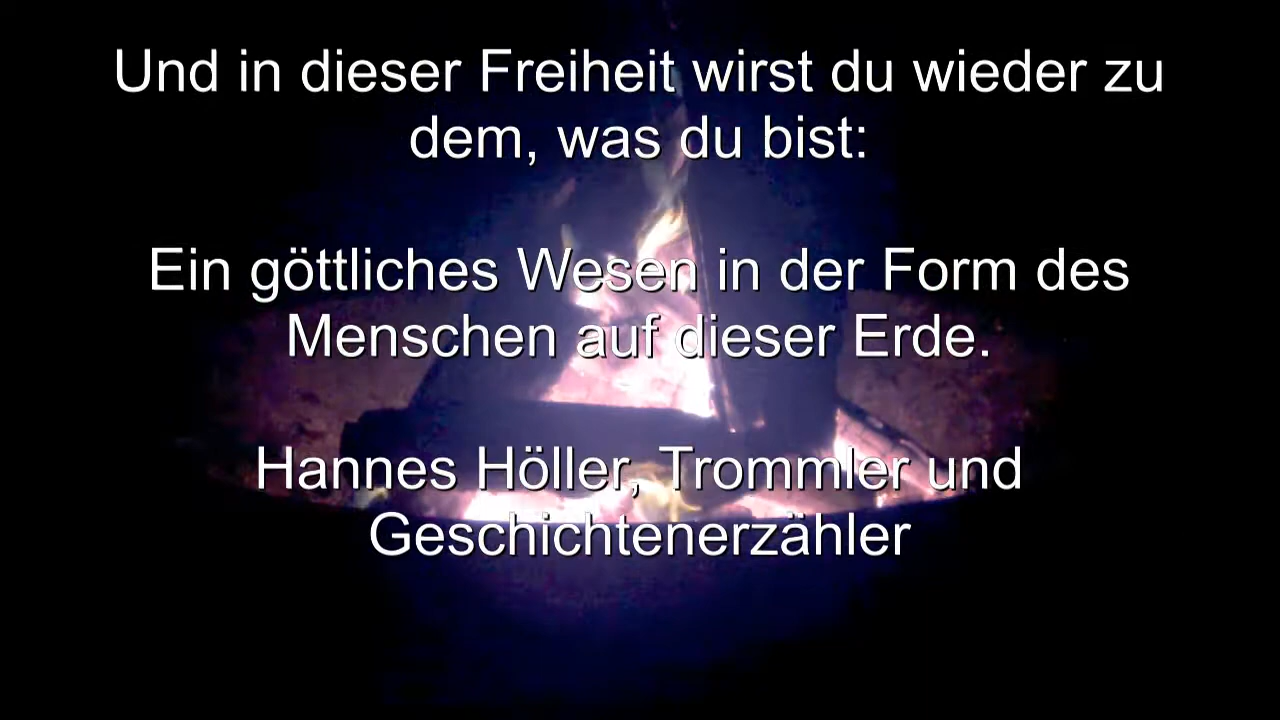 Und in dieser Freiheit wirst du wieder zu
dem, was du bist:
Ein göttliches Wesen in der Form des
Menschen auf dieser Erde.
Hannes Höller, Trommler und
Geschichtenerzähler